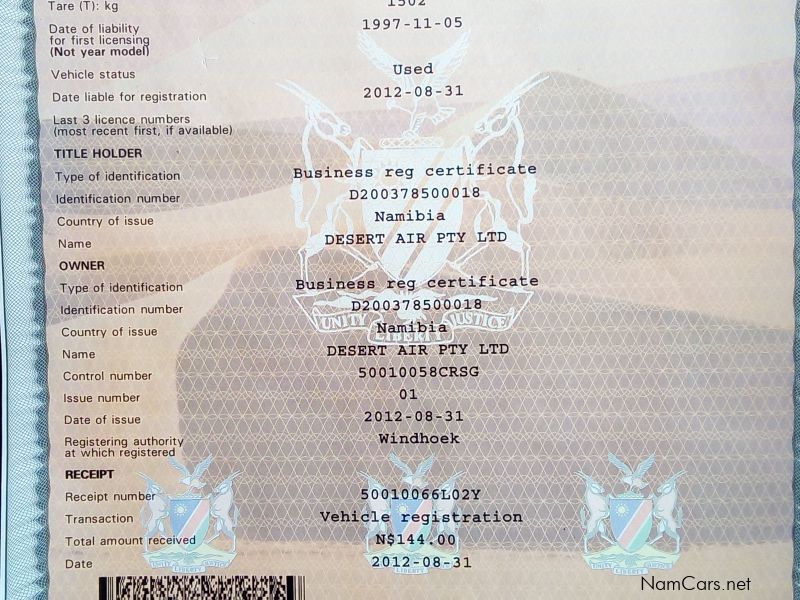 Tare (T): kg 1502
Date of liability for first licensing (Not year model) 1997-11-05
Vehicle status Used
Date liable for registration 2012-08-31
Last 3 licence numbers
(most recent first, if available)
TITLE HOLDER
Type of identification Business reg certificate
Identification number D200378500018
Country of issue Namibia
Name DESERT AIR PTY LTD
OWNER
Type of identification Business reg certificate
Identification number D200378500018
UNITY LIBERTY JUSTICE
Country of issue Namibia
Name DESERT AIR PTY LTD
Control number 50010058CRSG
Issue number 01
Date of issue 2012-08-31
Registering authority at which registered Windhoek
RECEIPT
Receipt number 50010066L02Y
Transaction Vehicle registration
Total amount received N$144.00
Date 2012-08-31
NamCars.net